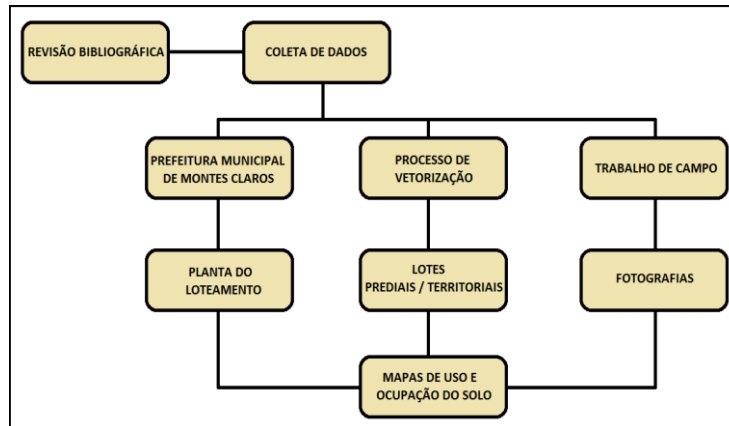 REVISÃO BIBLIOGRÁFICA
COLETA DE DADOS
PREFEITURA MUNICIPAL
DE MONTES CLAROS
PROCESSO DE
VETORIZAÇÃO
TRABALHO DE CAMPO
PLANTA DO
LOTEAMENTO
LOTES
PREDIAIS / TERRITORIAIS
FOTOGRAFIAS
MAPAS DE USO E
OCUPAÇÃO DO SOLO